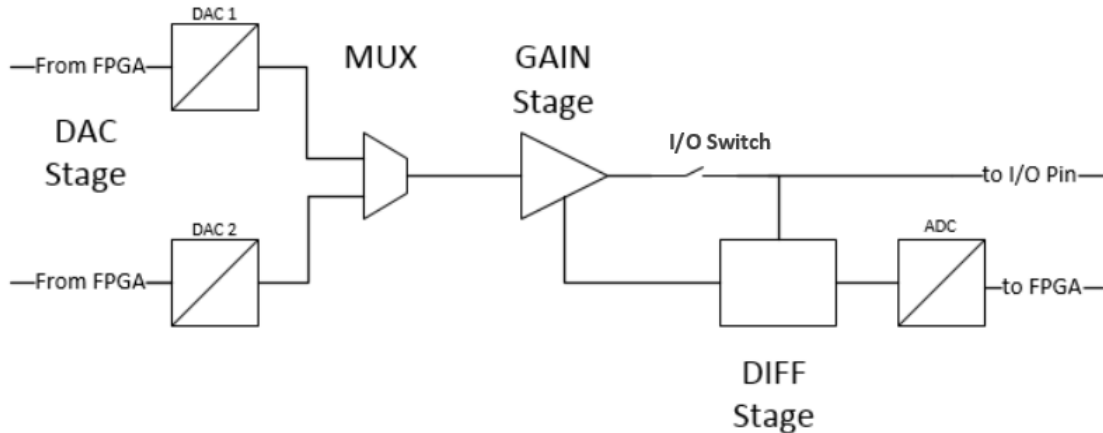 DAC 1
From FPGA
MUX
GAIN
Stage
DAC
Stage
I/O Switch
to I/O Pin
DAC 2
From FPGA
ADC
to FPGA
DIFF
Stage